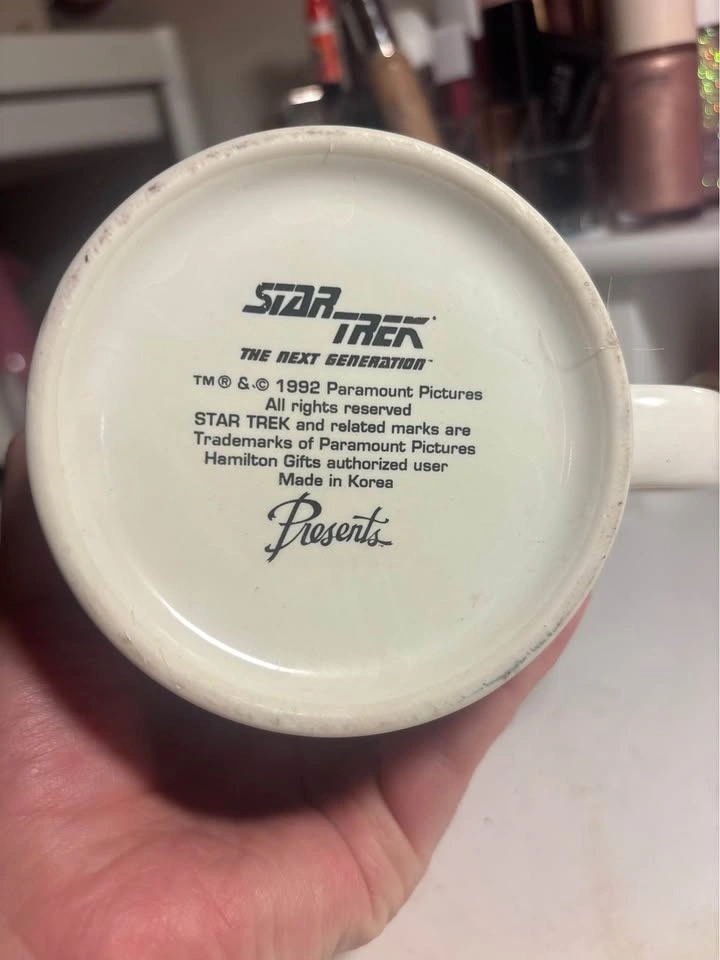 STAR
TREK
THE NEXT GENERATION™
TM ® & © 1992 Paramount Pictures
All rights reserved
STAR TREK and related marks are
Trademarks of Paramount Pictures
Hamilton Gifts authorized user
Made in Korea
Presents